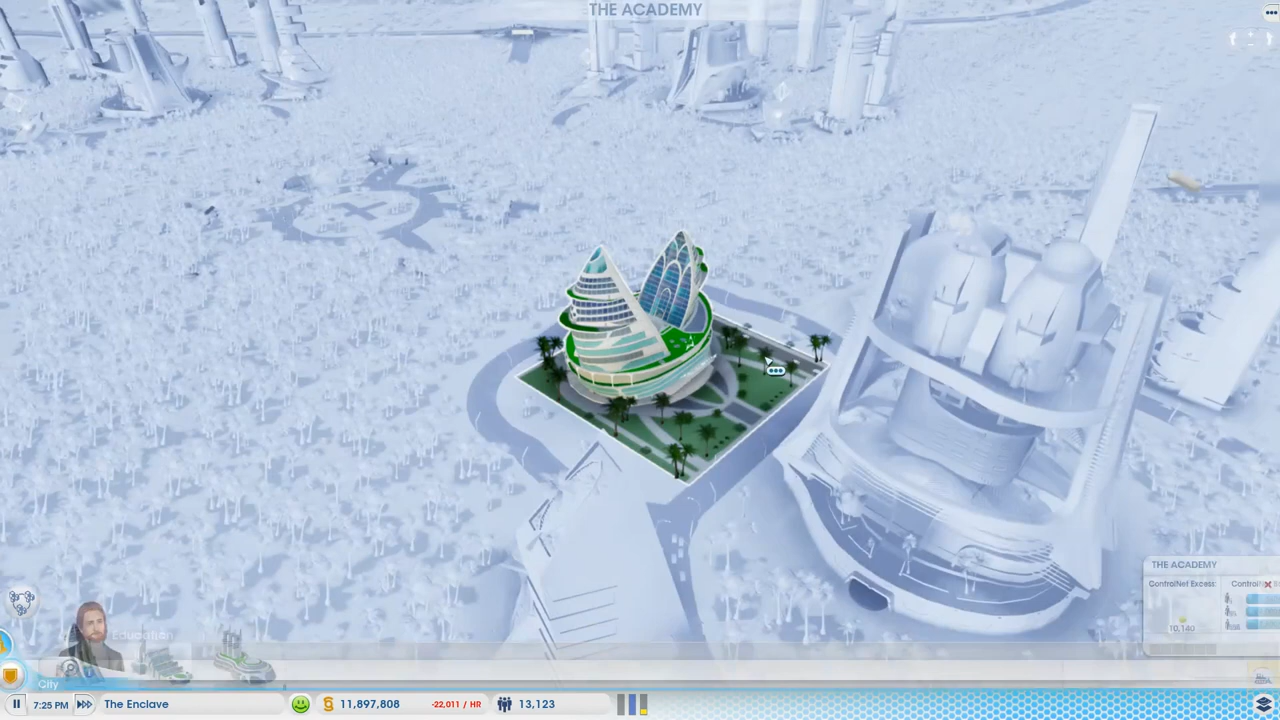 THE ACADEMY
THE ACADEMY
ControlNet Excess:
10,140
Education
City
7:25 PM
The Enclave
11,897,808
-22,011 / HR
13,123